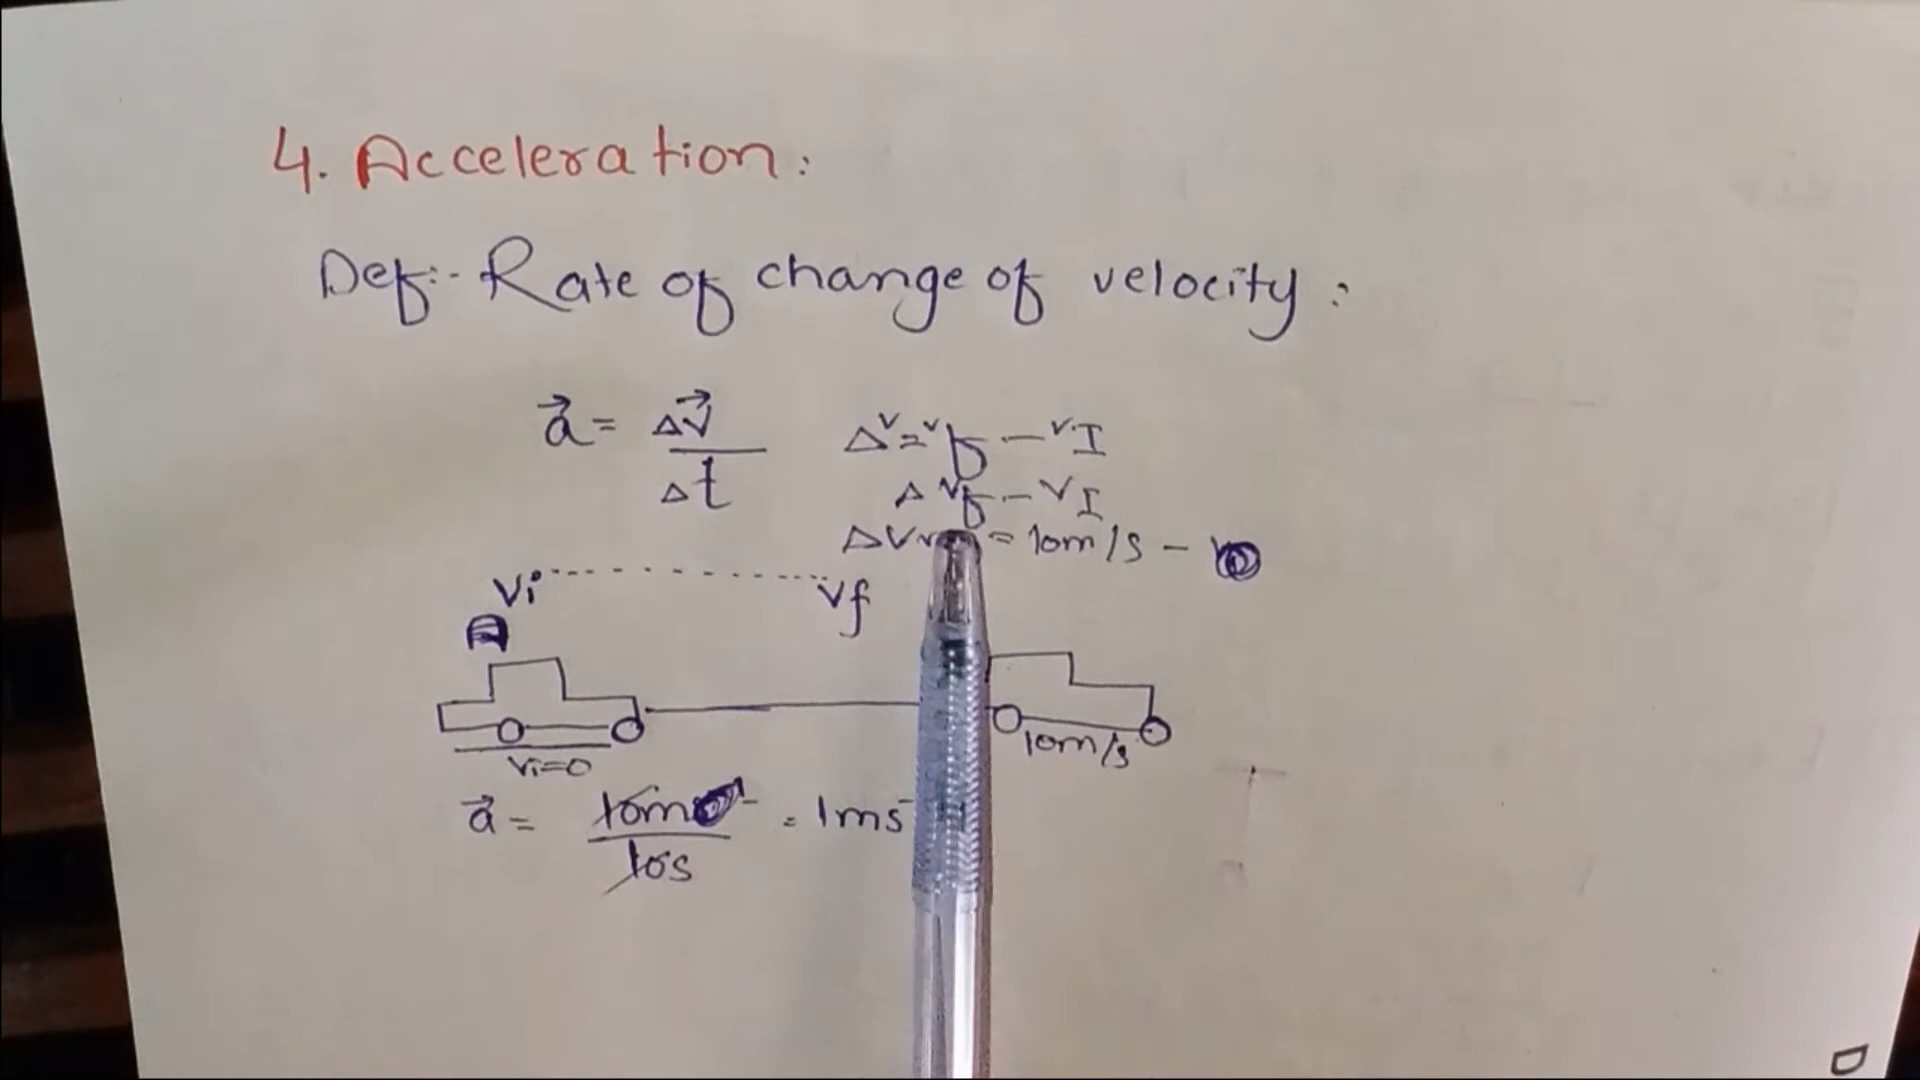 4. Acceleration:
Def:- Rate of change of velocity:
a⃗ = Δv⃗ / Δt
Δv = vf - vI
Δ vf - vI
= 10m/s -
Vi -------- Vf
Vi=0
10m/s
a⃗ = 10m / 10s = 1ms